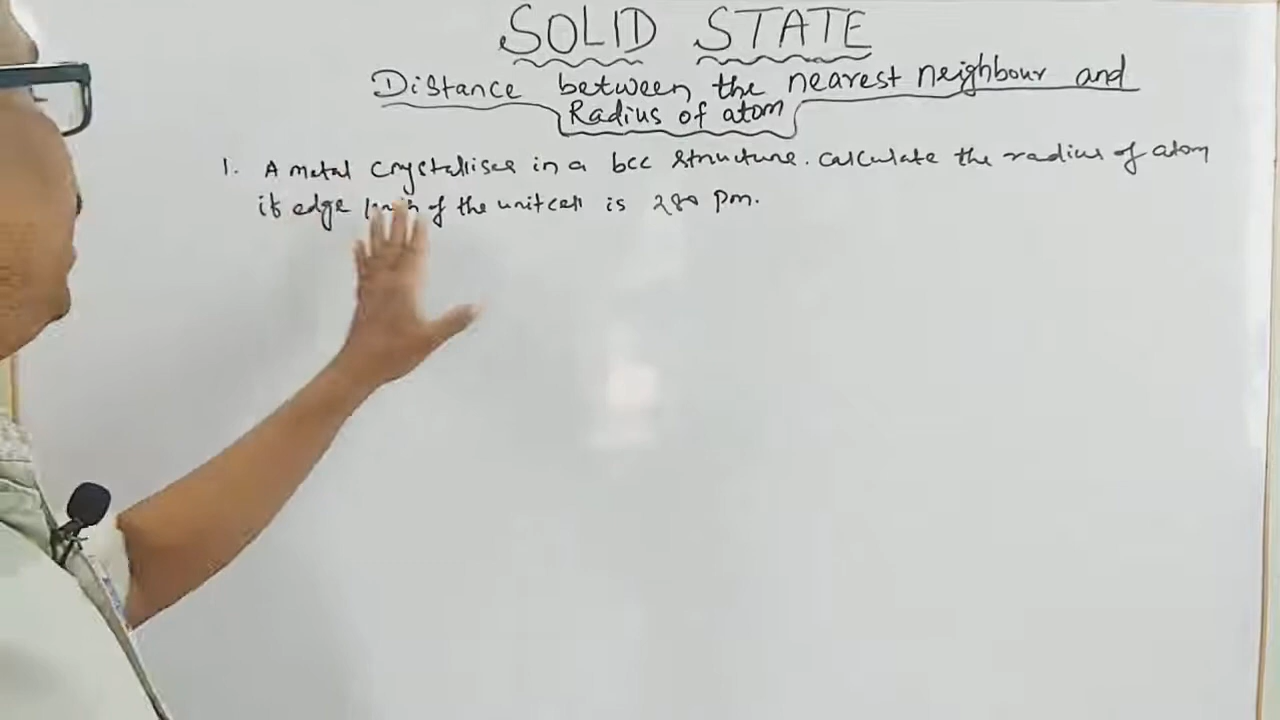 SOLID STATE
Distance between the nearest neighbour and
Radius of atom
1. A metal crystallises in a bcc structure. calculate the radius of atom
if edge of the unitcell is 280 pm.